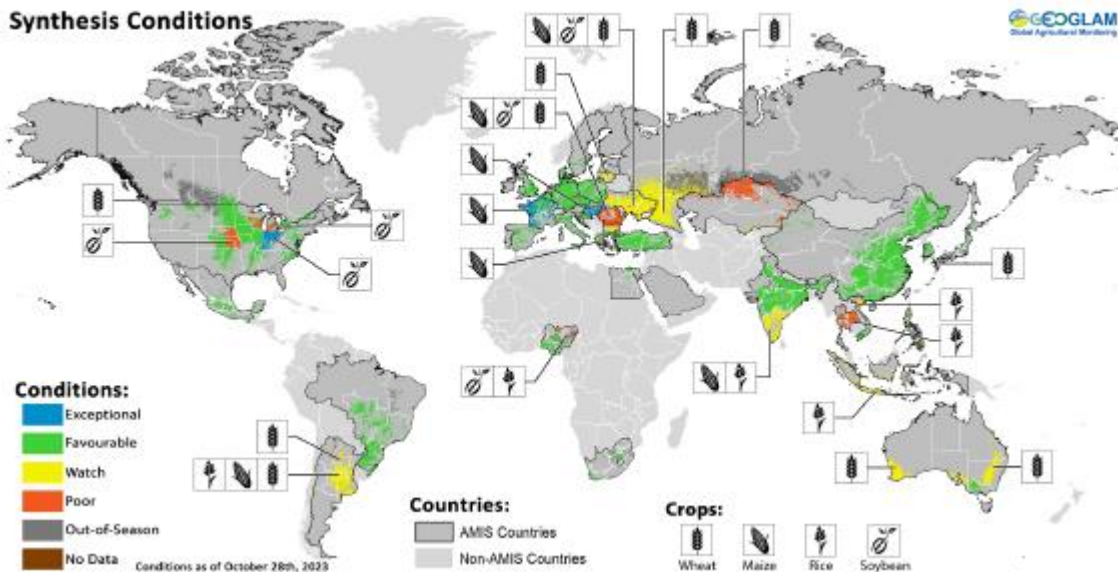 Synthesis Conditions
GEOGLAM
Global Agricultural Monitoring
Conditions:
Exceptional
Favourable
Watch
Poor
Out-of-Season
No Data
Conditions as of October 28th, 2023
Countries:
AMIS Countries
Non-AMIS Countries
Crops:
Wheat Maize Rice Soybean